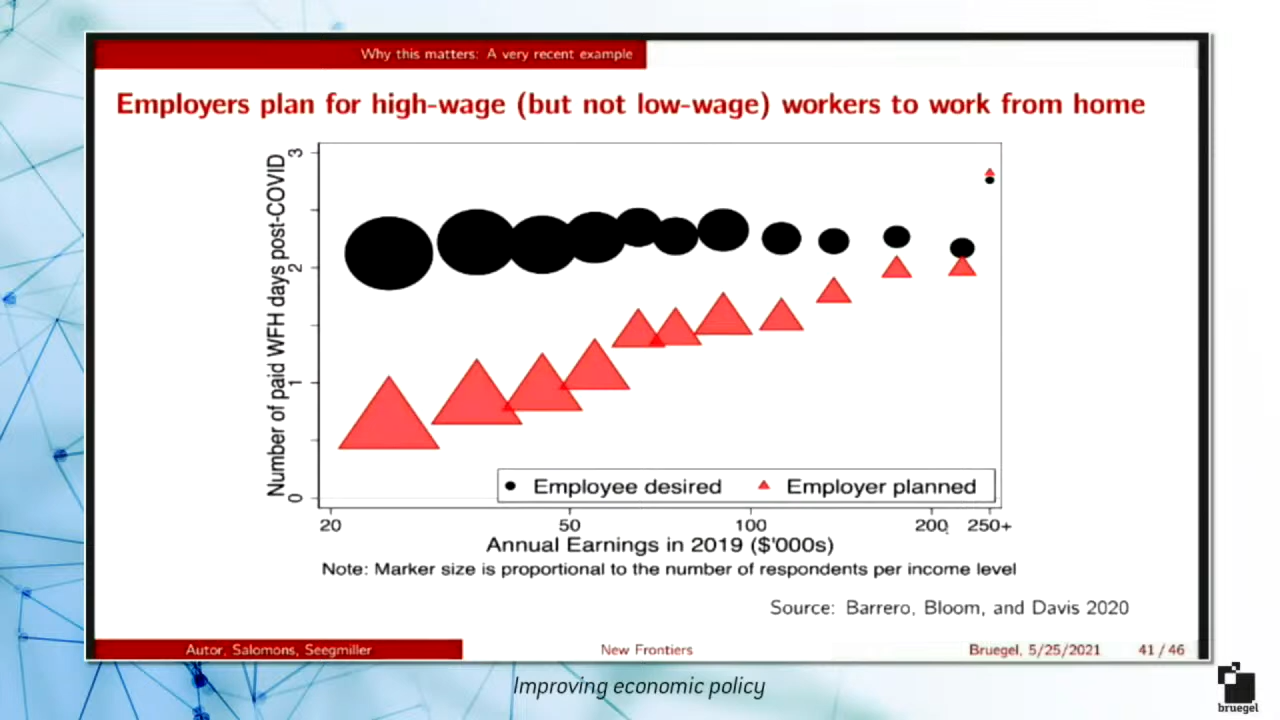 Why this matters: A very recent example
Employers plan for high-wage (but not low-wage) workers to work from home
Number of paid WFH days post-COVID
3
2
1
0
Employee desired
Employer planned
20
50
100
200
250+
Annual Earnings in 2019 ($'000s)
Note: Marker size is proportional to the number of respondents per income level
Source: Barrero, Bloom, and Davis 2020
Autor, Salomons, Seegmiller
New Frontiers
Bruegel, 5/25/2021
41 / 46
Improving economic policy
bruegel